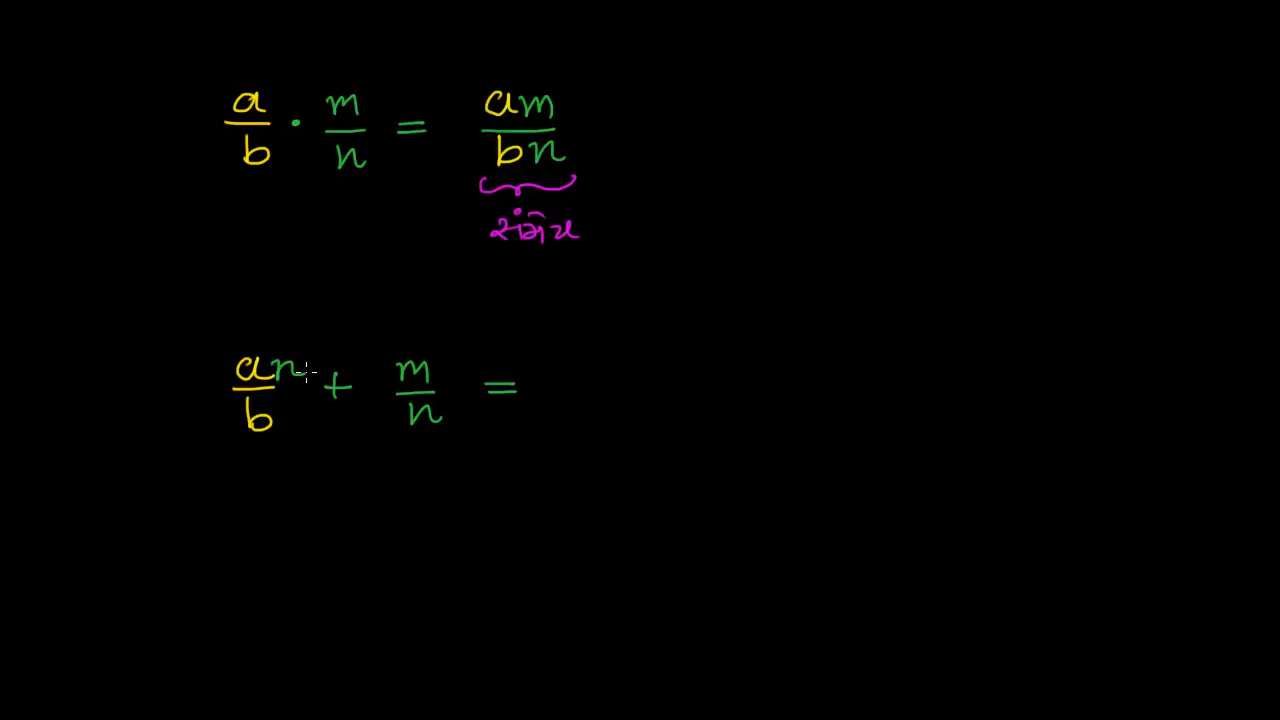 a/b · m/n = am/bn
સંમેય
an/b + m/n =